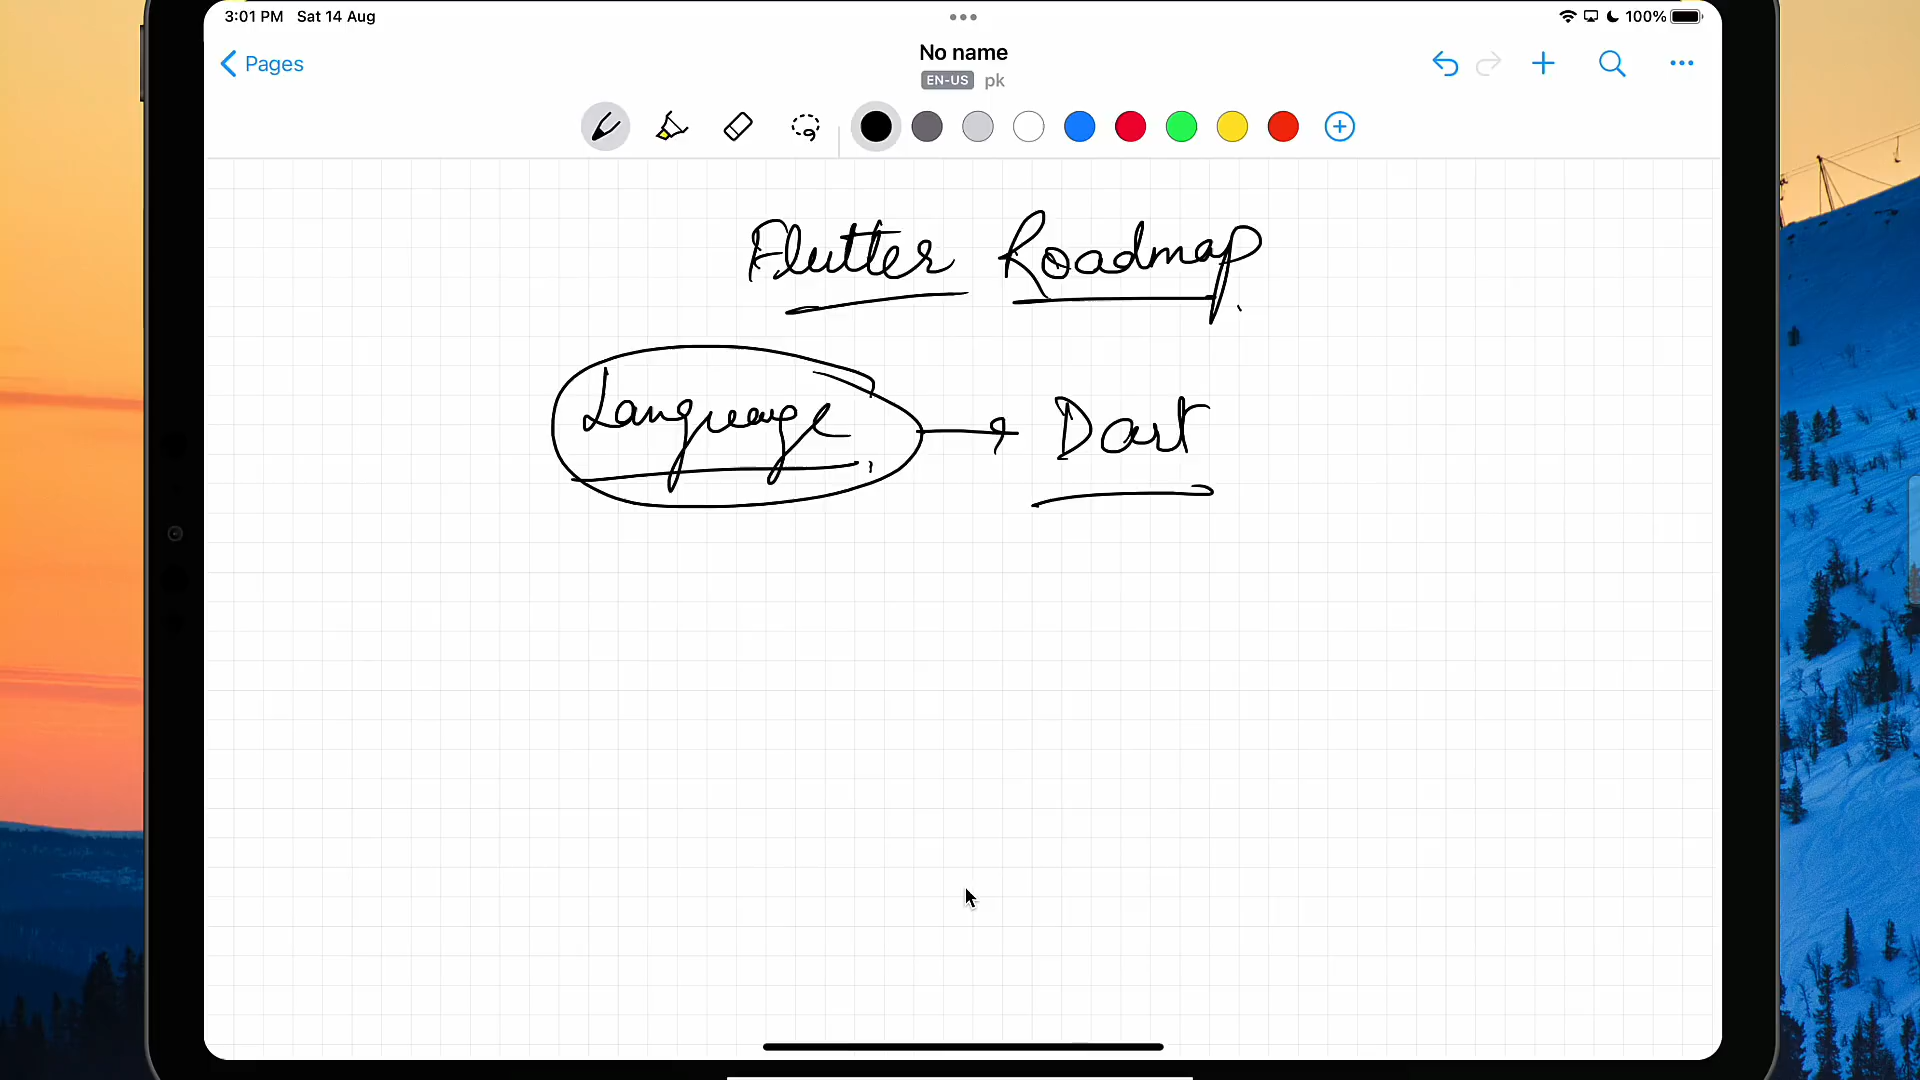 3:01 PM Sat 14 Aug
100%
Pages
No name
EN-US pk
Flutter Roadmap
Language → Dart